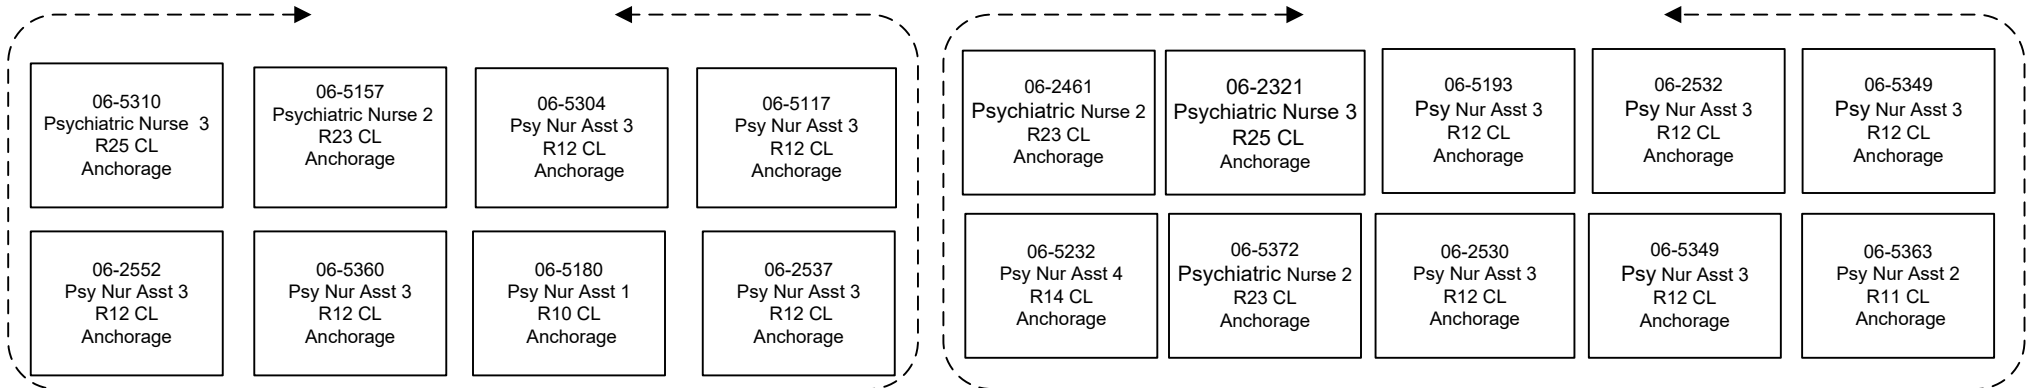 06-5310
Psychiatric Nurse 3
R25 CL
Anchorage
06-5157
Psychiatric Nurse 2
R23 CL
Anchorage
06-5304
Psy Nur Asst 3
R12 CL
Anchorage
06-5117
Psy Nur Asst 3
R12 CL
Anchorage
06-2552
Psy Nur Asst 3
R12 CL
Anchorage
06-5360
Psy Nur Asst 3
R12 CL
Anchorage
06-5180
Psy Nur Asst 1
R10 CL
Anchorage
06-2537
Psy Nur Asst 3
R12 CL
Anchorage
06-2461
Psychiatric Nurse 2
R23 CL
Anchorage
06-2321
Psychiatric Nurse 3
R25 CL
Anchorage
06-5193
Psy Nur Asst 3
R12 CL
Anchorage
06-2532
Psy Nur Asst 3
R12 CL
Anchorage
06-5349
Psy Nur Asst 3
R12 CL
Anchorage
06-5232
Psy Nur Asst 4
R14 CL
Anchorage
06-5372
Psychiatric Nurse 2
R23 CL
Anchorage
06-2530
Psy Nur Asst 3
R12 CL
Anchorage
06-5349
Psy Nur Asst 3
R12 CL
Anchorage
06-5363
Psy Nur Asst 2
R11 CL
Anchorage